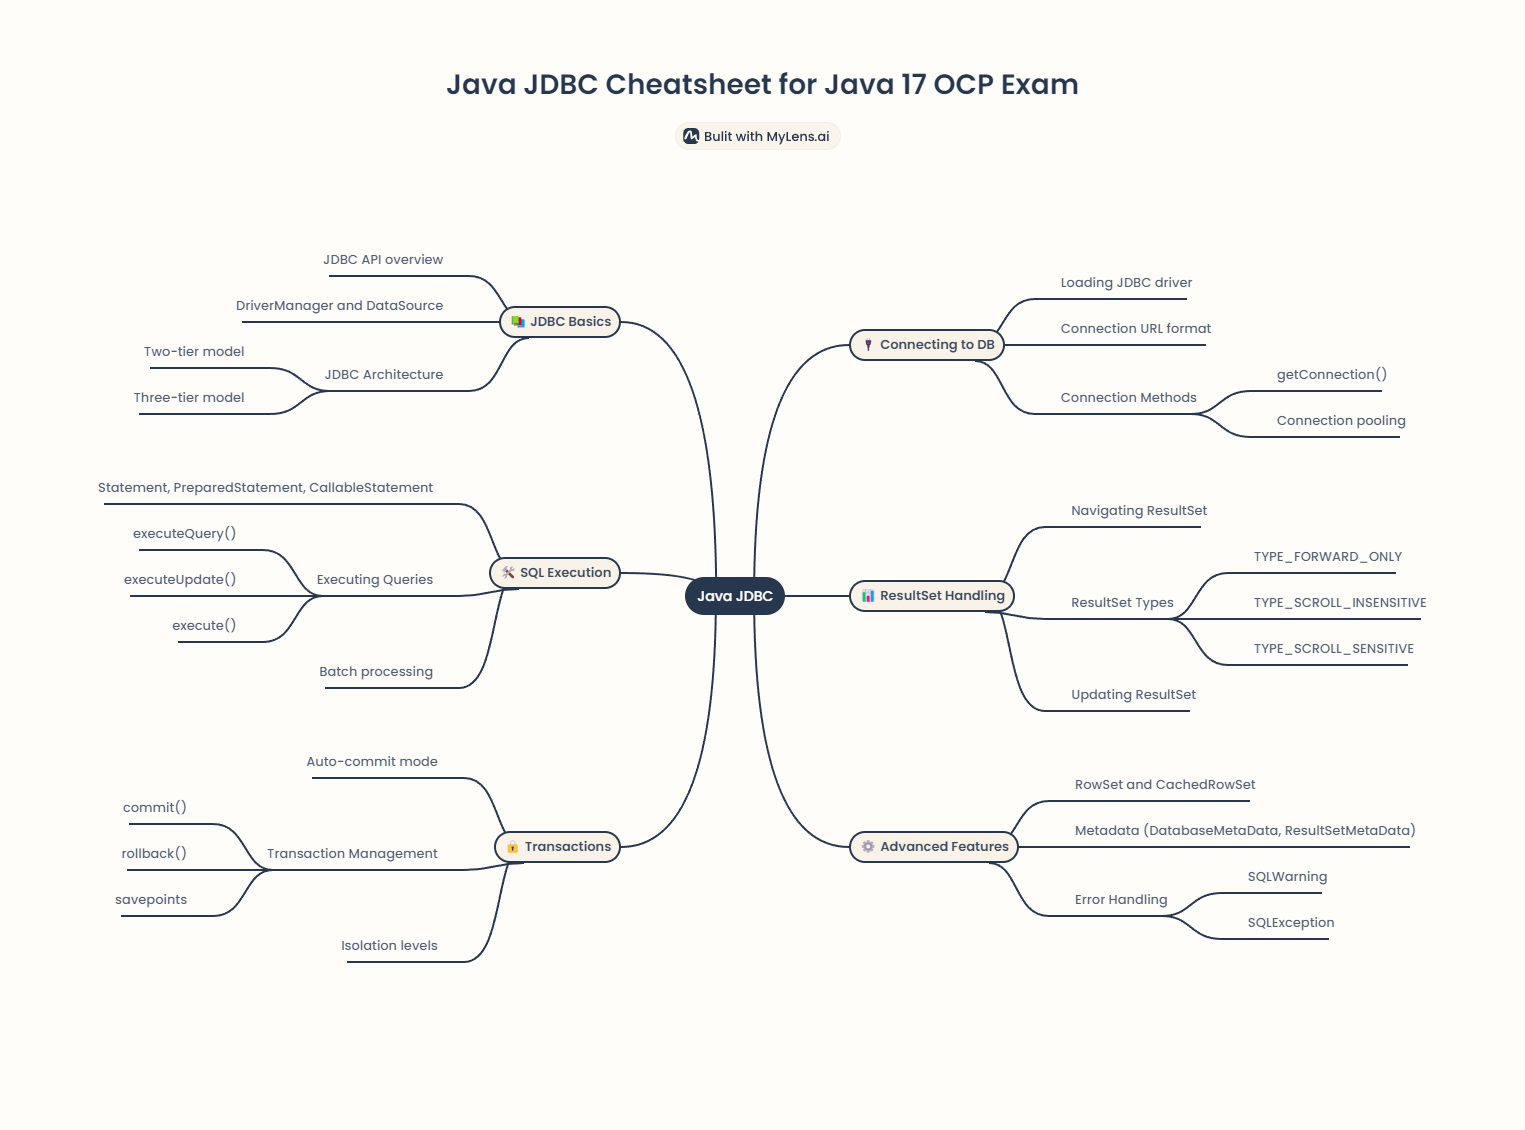 Java JDBC Cheatsheet for Java 17 OCP Exam
Bulit with MyLens.ai
Java JDBC
JDBC Basics
JDBC API overview
DriverManager and DataSource
JDBC Architecture
Two-tier model
Three-tier model
SQL Execution
Statement, PreparedStatement, CallableStatement
Executing Queries
executeQuery()
executeUpdate()
execute()
Batch processing
Transactions
Auto-commit mode
Transaction Management
commit()
rollback()
savepoints
Isolation levels
Connecting to DB
Loading JDBC driver
Connection URL format
Connection Methods
getConnection()
Connection pooling
ResultSet Handling
Navigating ResultSet
ResultSet Types
TYPE_FORWARD_ONLY
TYPE_SCROLL_INSENSITIVE
TYPE_SCROLL_SENSITIVE
Updating ResultSet
Advanced Features
RowSet and CachedRowSet
Metadata (DatabaseMetaData, ResultSetMetaData)
Error Handling
SQLWarning
SQLException